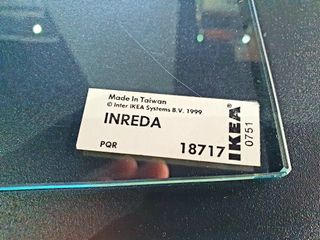 Made In Taiwan
© Inter IKEA Systems B.V. 1999
INREDA
PQR 18717
IKEA
0751